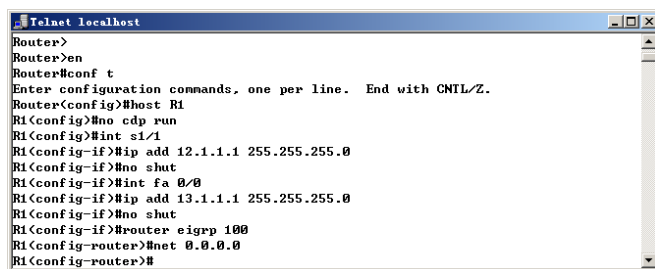 Telnet localhost
Router>
Router>en
Router#conf t
Enter configuration commands, one per line.  End with CNTL/Z.
Router(config)#host R1
R1(config)#no cdp run
R1(config)#int s1/1
R1(config-if)#ip add 12.1.1.1 255.255.255.0
R1(config-if)#no shut
R1(config-if)#int fa 0/0
R1(config-if)#ip add 13.1.1.1 255.255.255.0
R1(config-if)#no shut
R1(config-if)#router eigrp 100
R1(config-router)#net 0.0.0.0
R1(config-router)#